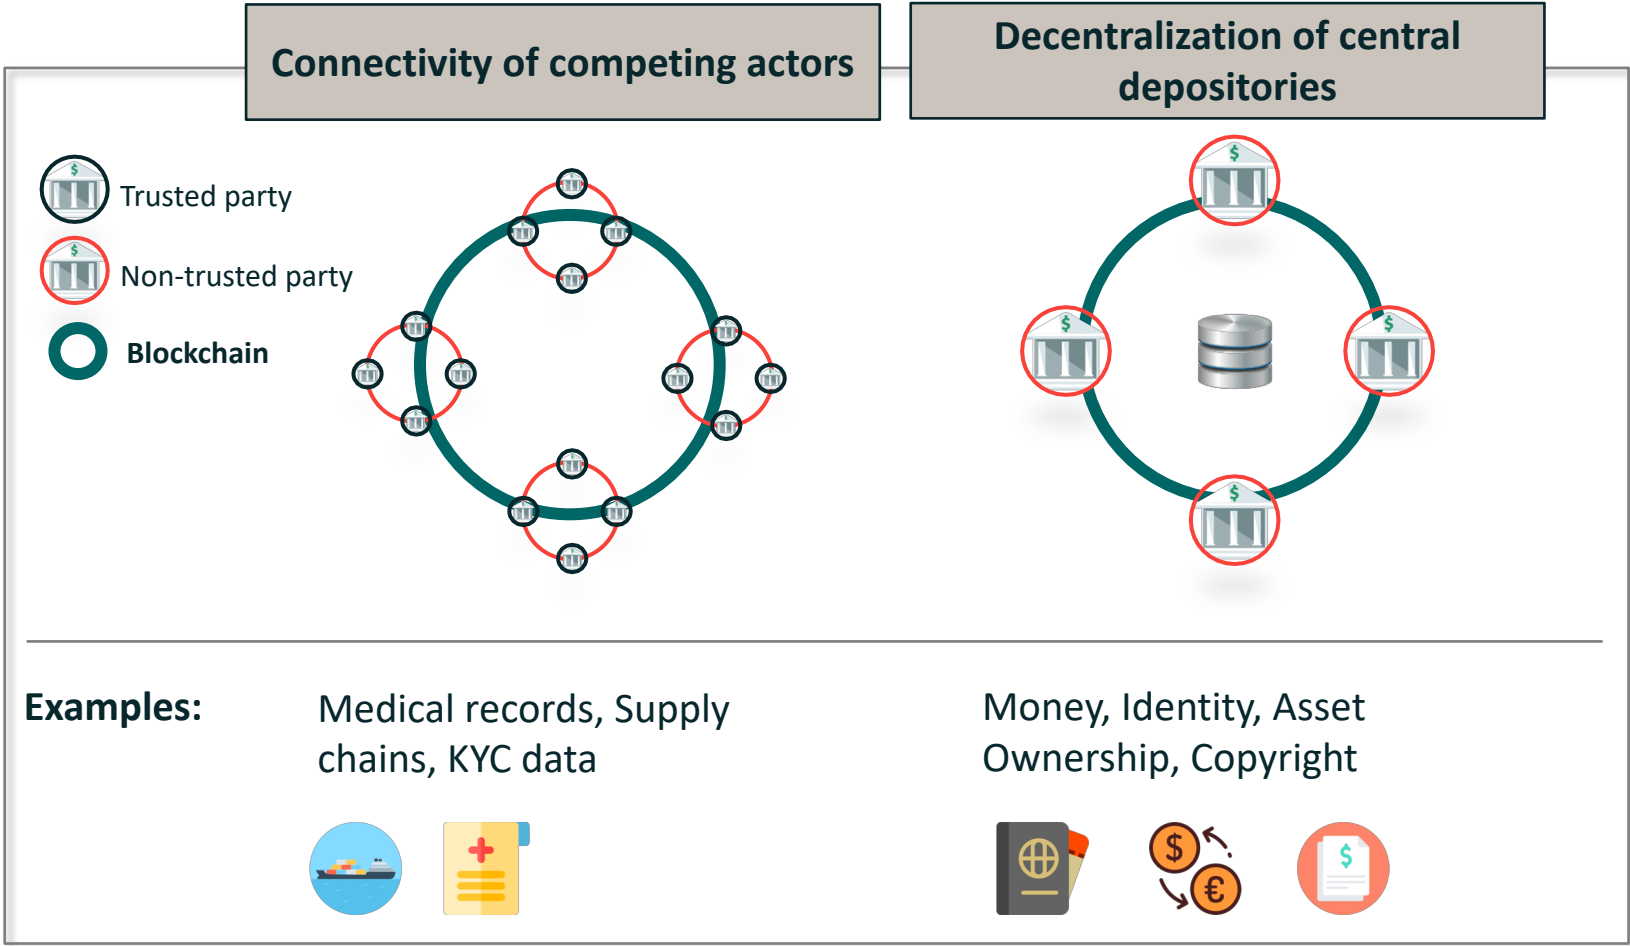 Connectivity of competing actors
Decentralization of central
depositories
Trusted party
Non-trusted party
Blockchain
Examples:
Medical records, Supply
chains, KYC data
Money, Identity, Asset
Ownership, Copyright